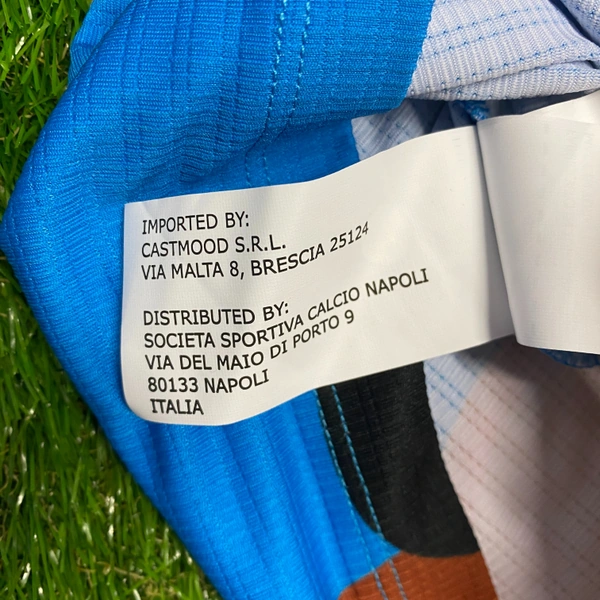 IMPORTED BY:
CASTMOOD S.R.L.
VIA MALTA 8, BRESCIA 25124
DISTRIBUTED BY:
SOCIETA SPORTIVA CALCIO NAPOLI
VIA DEL MAIO DI PORTO 9
80133 NAPOLI
ITALIA